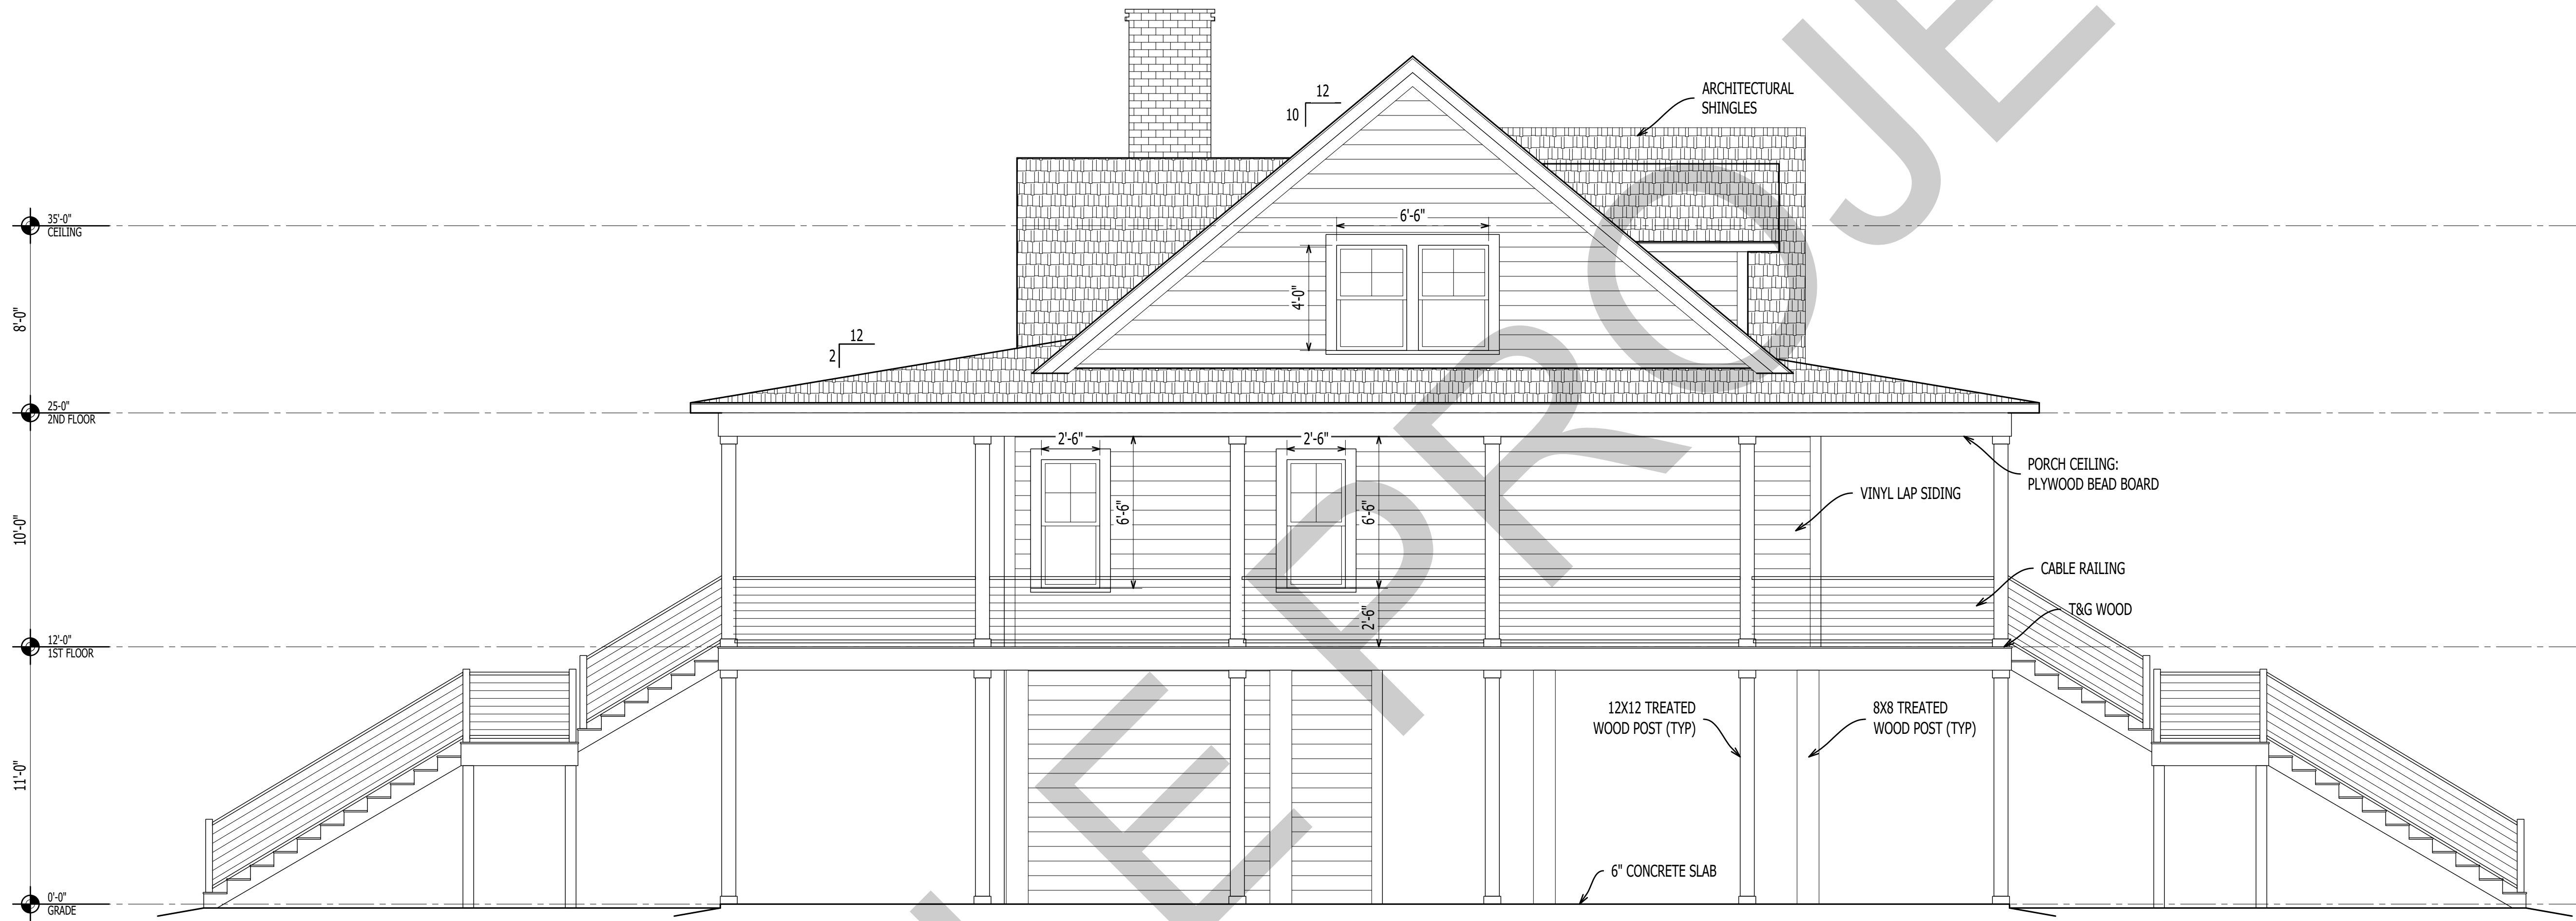 12
10
ARCHITECTURAL
SHINGLES
35'-0"
CEILING
6'-6"
4'-0"
8'-0"
12
2
25-0"
2ND FLOOR
2'-6"
2'-6"
6'-6"
6'-6"
PORCH CEILING:
PLYWOOD BEAD BOARD
VINYL LAP SIDING
10'-0"
CABLE RAILING
2'-6"
T&G WOOD
12'-0"
1ST FLOOR
12X12 TREATED
WOOD POST (TYP)
8X8 TREATED
WOOD POST (TYP)
11'-0"
6" CONCRETE SLAB
0'-0"
GRADE
E PROJE